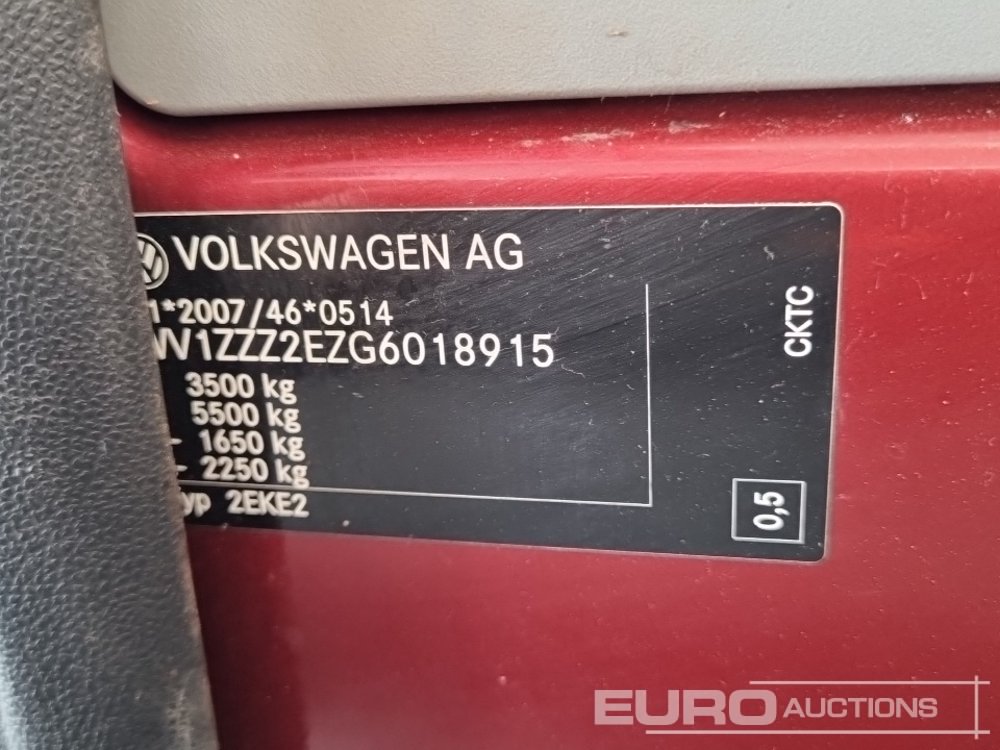 VOLKSWAGEN AG
1*2007/46*0514
W1ZZZ2EZG6018915
3500 kg
5500 kg
- 1650 kg
- 2250 kg
yp 2EKE2
CKTC
0,5
EURO AUCTIONS